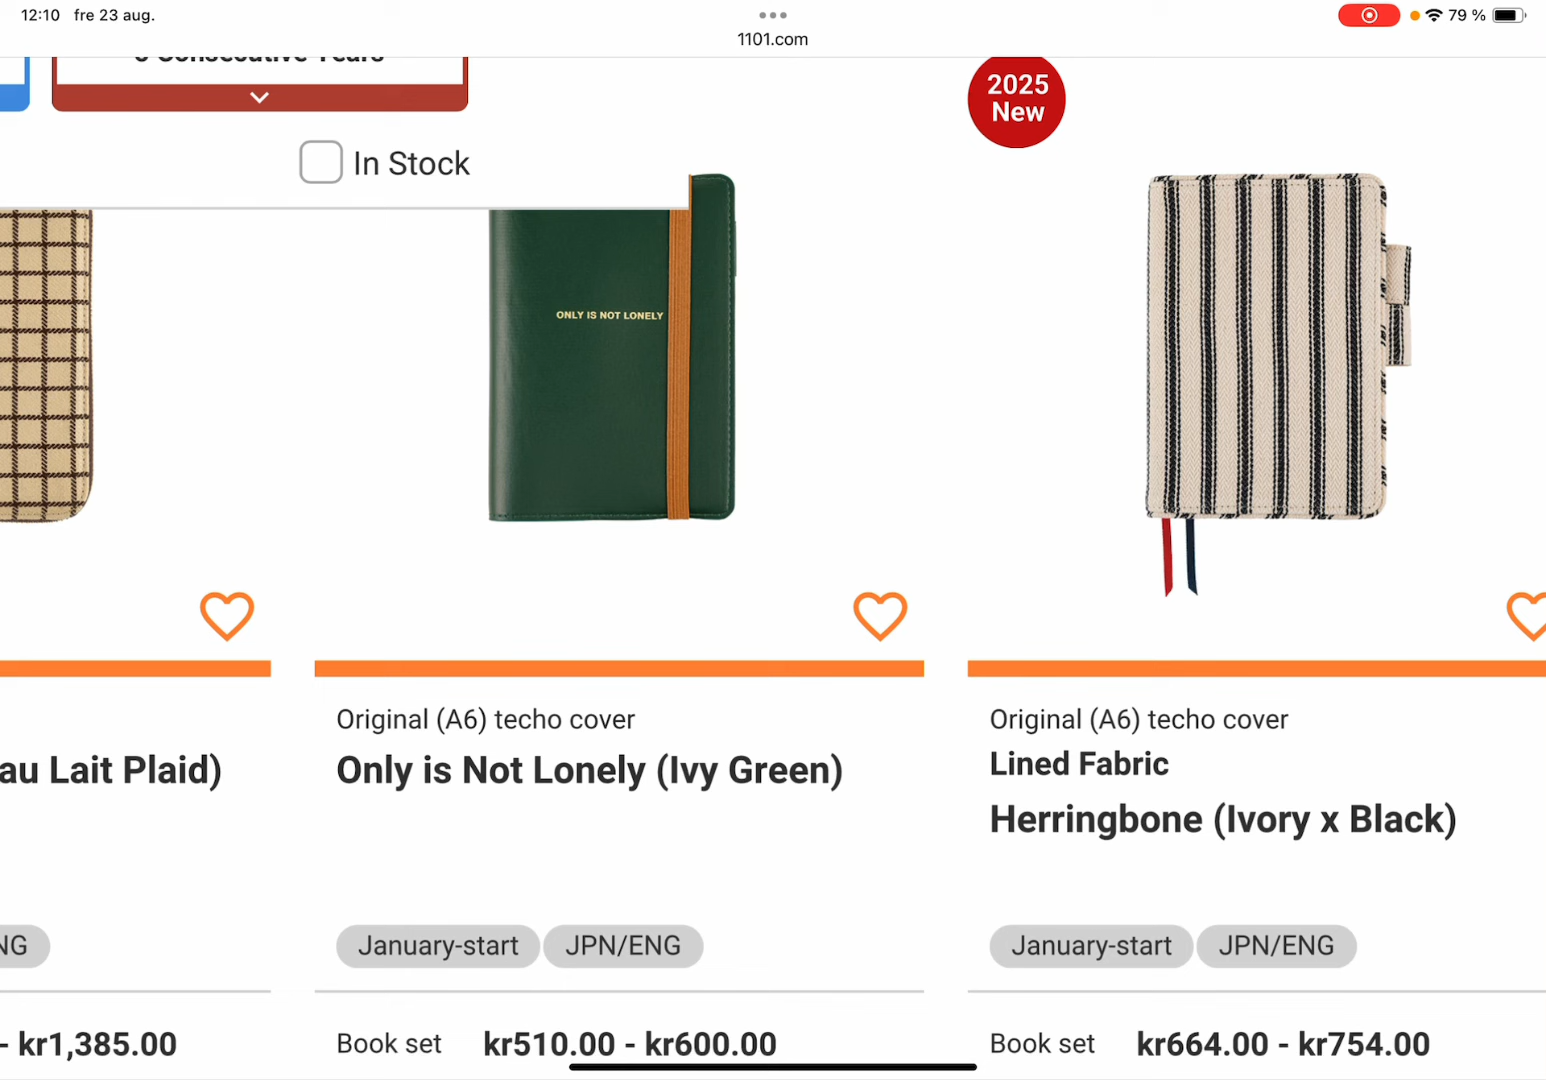 12:10 fre 23 aug.
1101.com
79 %
2025
New
In Stock
ONLY IS NOT LONELY
au Lait Plaid)
NG
- kr1,385.00
Original (A6) techo cover
Only is Not Lonely (Ivy Green)
January-start JPN/ENG
Book set kr510.00 - kr600.00
Original (A6) techo cover
Lined Fabric
Herringbone (Ivory x Black)
January-start JPN/ENG
Book set kr664.00 - kr754.00